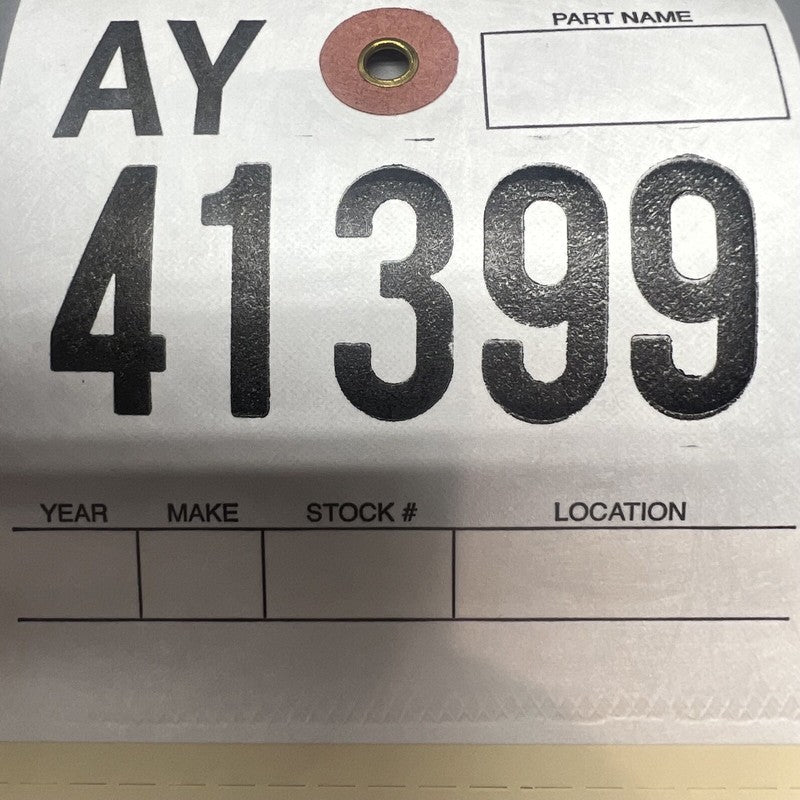 AY
PART NAME
41399
YEAR MAKE STOCK # LOCATION